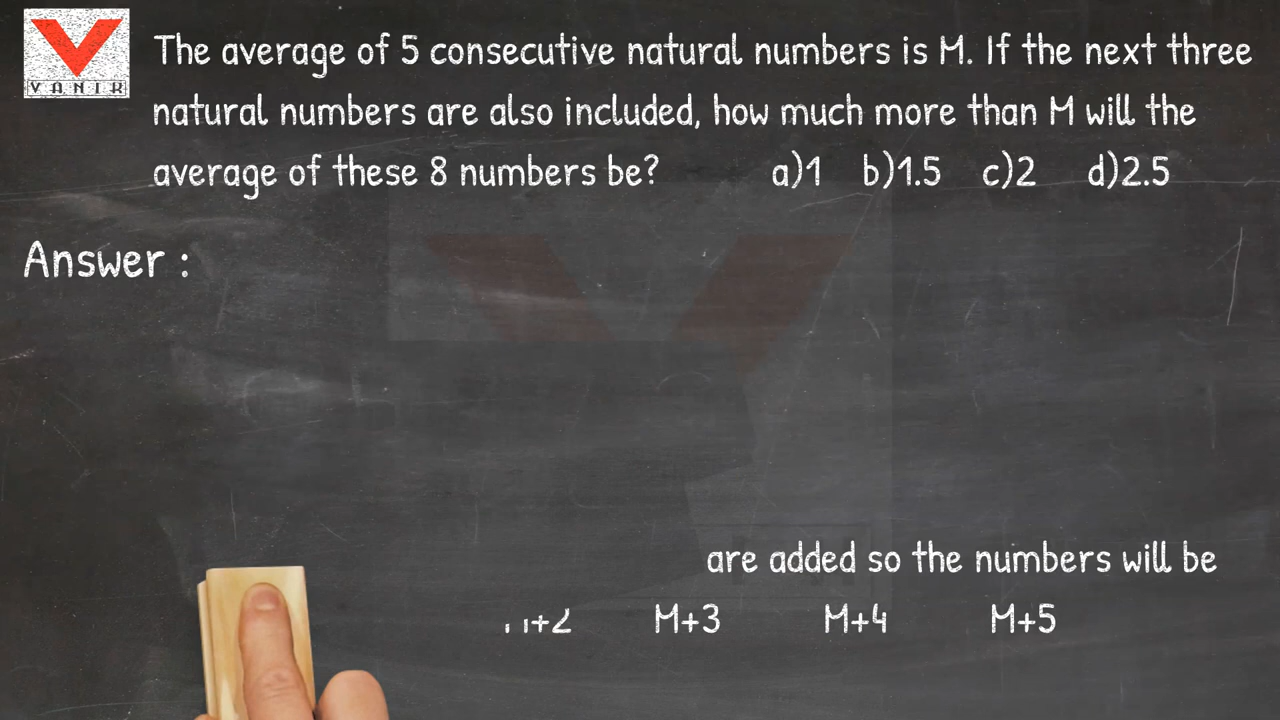 VANIK
The average of 5 consecutive natural numbers is M. If the next three
natural numbers are also included, how much more than M will the
average of these 8 numbers be? a)1 b)1.5 c)2 d)2.5
Answer :
are added so the numbers will be
M+3 M+4 M+5